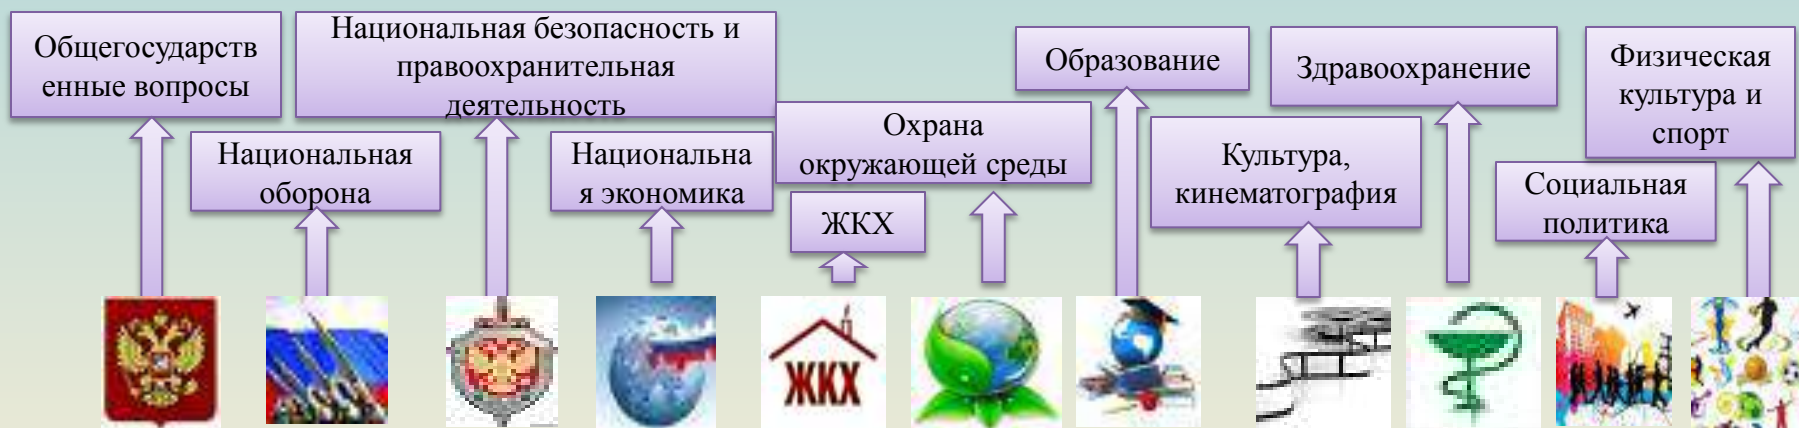 Общегосударств
енные вопросы
Национальная
оборона
Национальная безопасность и
правоохранительная
деятельность
Национальна
я экономика
ЖКХ
Охрана
окружающей среды
Образование
Культура,
кинематография
Здравоохранение
Социальная
политика
Физическая
культура и
спорт
ЖКХ